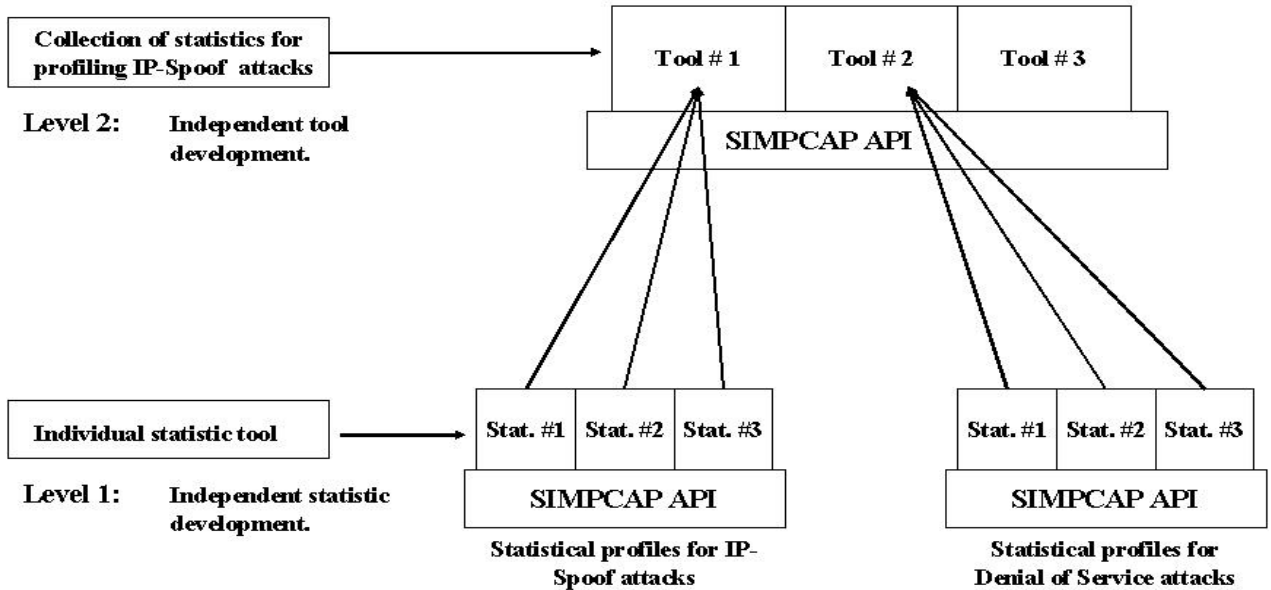 Collection of statistics for
profiling IP-Spoof attacks
Tool # 1
Tool # 2
Tool # 3
Level 2: Independent tool
development.
SIMPCAP API
Individual statistic tool
Stat. #1
Stat. #2
Stat. #3
Stat. #1
Stat. #2
Stat. #3
Level 1: Independent statistic
development.
SIMPCAP API
SIMPCAP API
Statistical profiles for IP-
Spoof attacks
Statistical profiles for
Denial of Service attacks